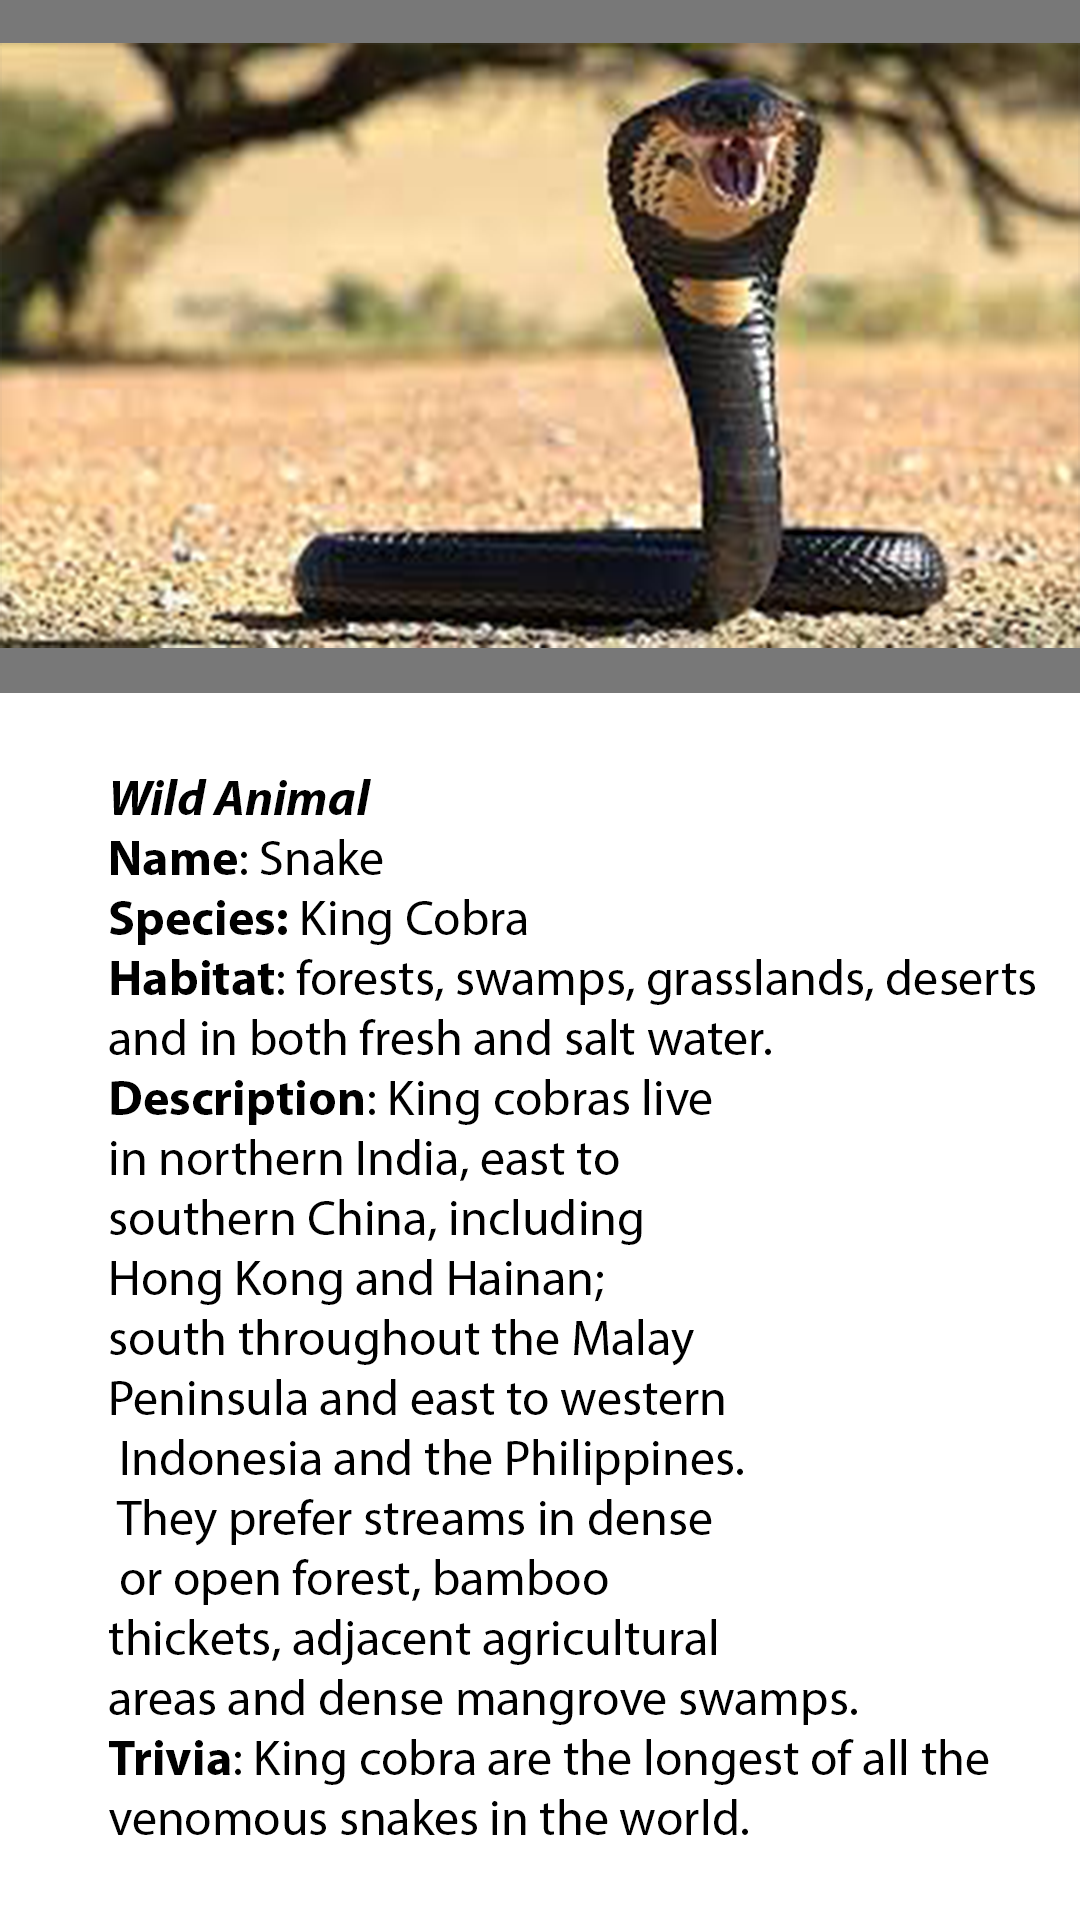 Wild Animal
Name: Snake
Species: King Cobra
Habitat: forests, swamps, grasslands, deserts
and in both fresh and salt water.
Description: King cobras live
in northern India, east to
southern China, including
Hong Kong and Hainan;
south throughout the Malay
Peninsula and east to western
Indonesia and the Philippines.
They prefer streams in dense
or open forest, bamboo
thickets, adjacent agricultural
areas and dense mangrove swamps.
Trivia: King cobra are the longest of all the
venomous snakes in the world.